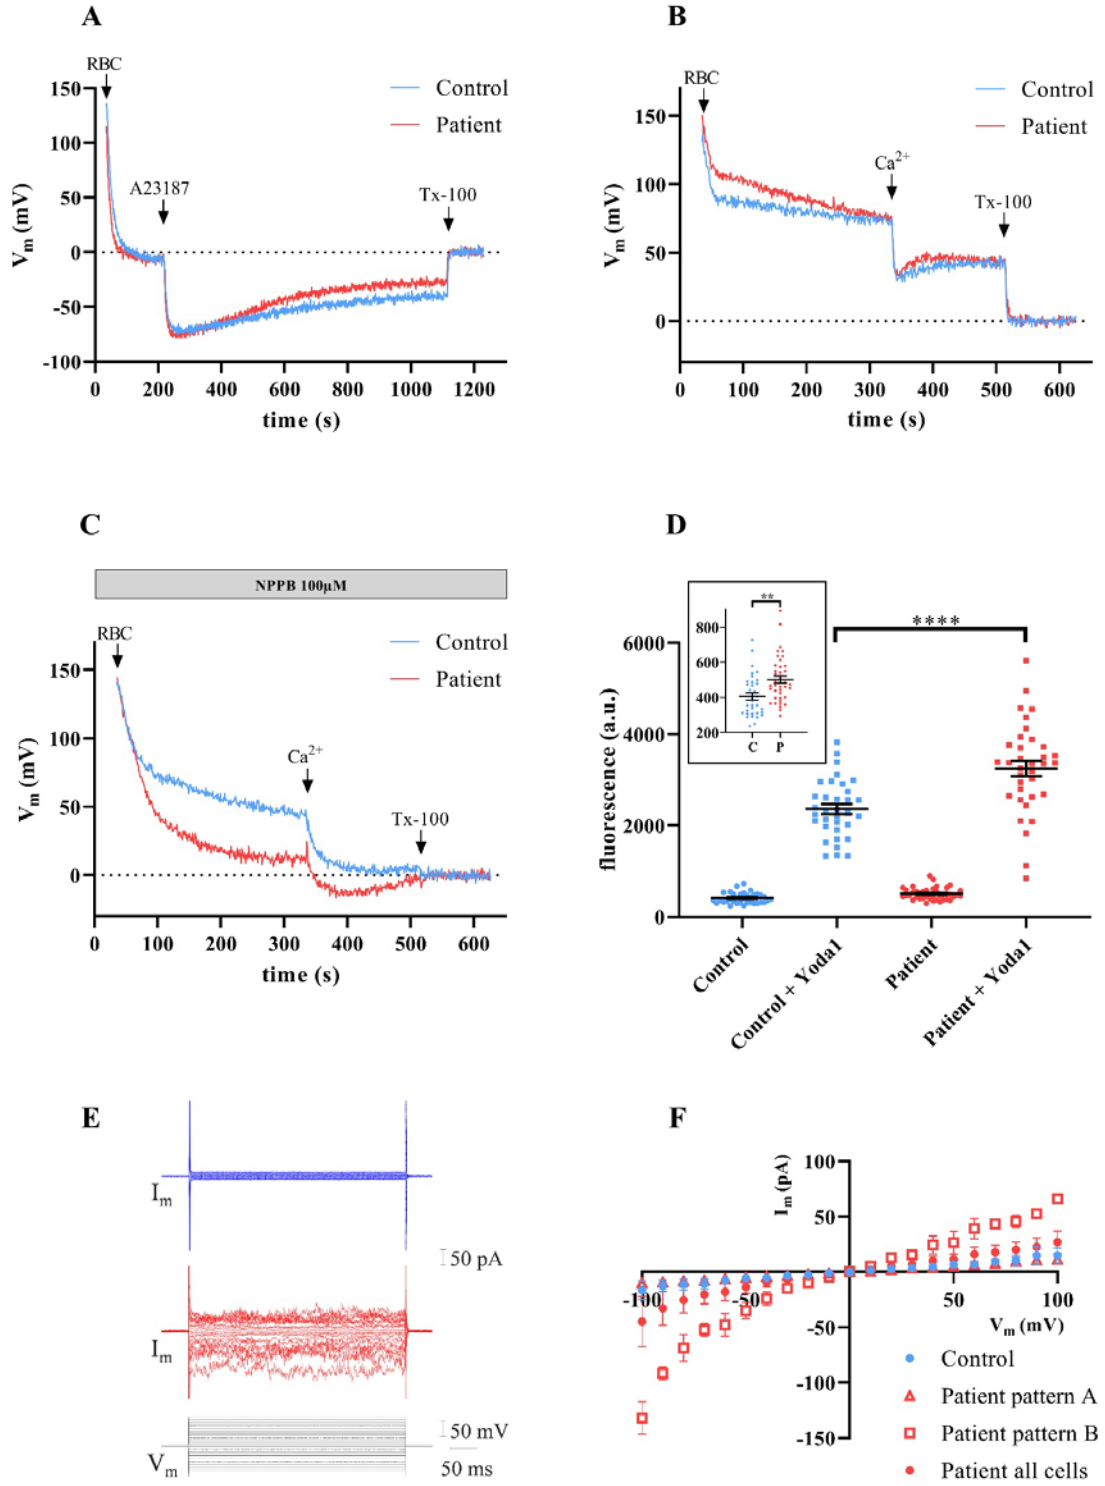 A
RBC
150
100
50
0
-50
-100
V_m (mV)
A23187
Tx-100
Control
Patient
0 200 400 600 800 1000 1200
time (s)
B
RBC
150
100
50
0
V_m (mV)
Ca²⁺
Tx-100
Control
Patient
0 100 200 300 400 500 600
time (s)
C
NPPB 100μM
RBC
150
100
50
0
V_m (mV)
Ca²⁺
Tx-100
Control
Patient
0 100 200 300 400 500 600
time (s)
D
6000
4000
2000
0
fluorescence (a.u.)
**
800
600
400
200
C P
****
Control
Control + Yoda1
Patient
Patient + Yoda1
E
I_m
50 pA
I_m
50 mV
V_m
50 ms
F
I_m (pA)
100
50
-50
-100
-150
-100 -50 50 100
V_m (mV)
Control
Patient pattern A
Patient pattern B
Patient all cells